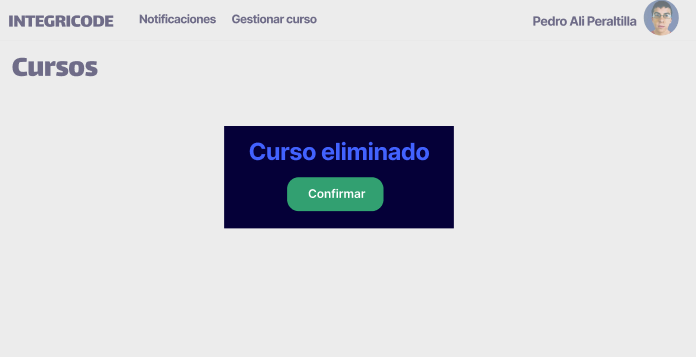 INTEGRICODE
Notificaciones
Gestionar curso
Pedro Ali Peraltilla
Cursos
Curso eliminado
Confirmar